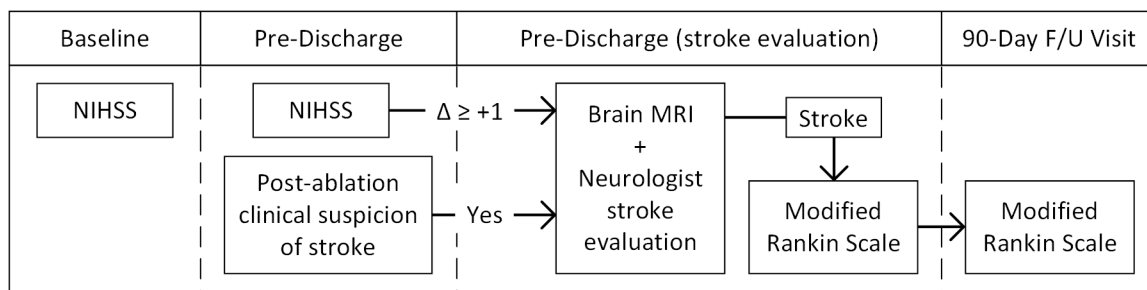 Baseline
Pre-Discharge
Pre-Discharge (stroke evaluation)
90-Day F/U Visit
NIHSS
NIHSS
Δ ≥ +1
Post-ablation
clinical suspicion
of stroke
Yes
Brain MRI
+
Neurologist
stroke
evaluation
Stroke
Modified
Rankin Scale
Modified
Rankin Scale